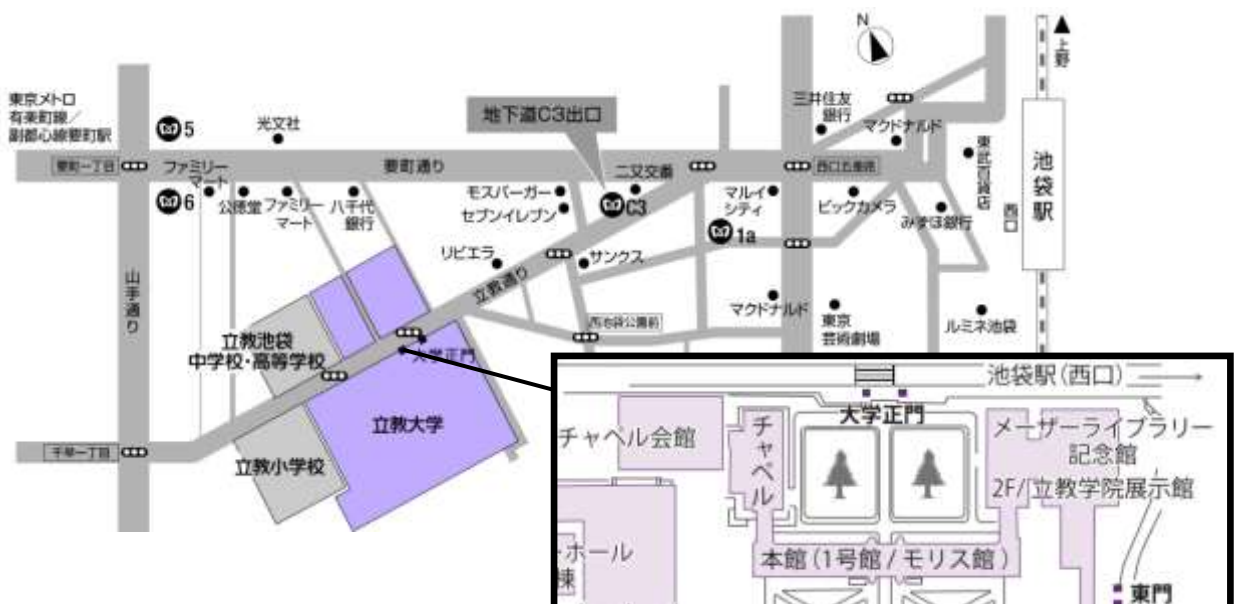 N
上野
東京メトロ
有楽町線／
副都心線要町駅
5
光文社
地下道C3出口
三井住友
銀行
マクドナルド
東武百貨店
池袋駅
西口
要町一丁目
ファミリー
マート
要町通り
二又交番
西口五差路
6
公徳堂
ファミリー
マート
八千代
銀行
モスバーガー
セブンイレブン
C3
マルイ
シティ
1a
ビックカメラ
みずほ銀行
山手通り
リビエラ
サンクス
立教通り
マクドナルド
西池袋公園前
東京
芸術劇場
ルミネ池袋
立教池袋
中学校・高等学校
大学正門
立教大学
立教小学校
千早一丁目
池袋駅（西口）
大学正門
チャペル会館
チャペル
メーザーライブラリー
記念館
2F/立教学院展示館
・ホール
棟
本館（1号館 / モリス館）
東門